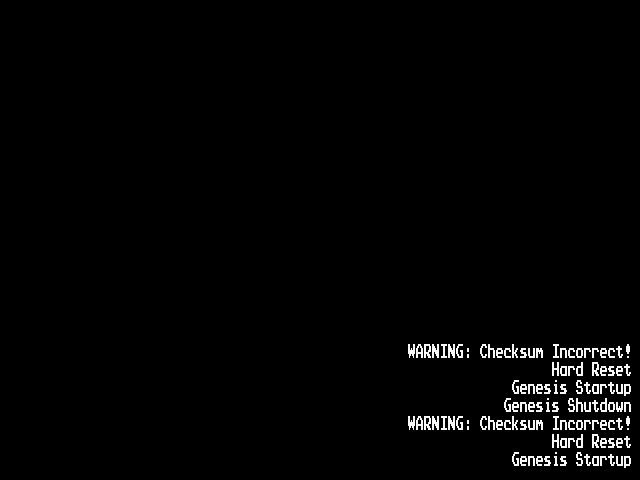 WARNING: Checksum Incorrect!
Hard Reset
Genesis Startup
Genesis Shutdown
WARNING: Checksum Incorrect!
Hard Reset
Genesis Startup